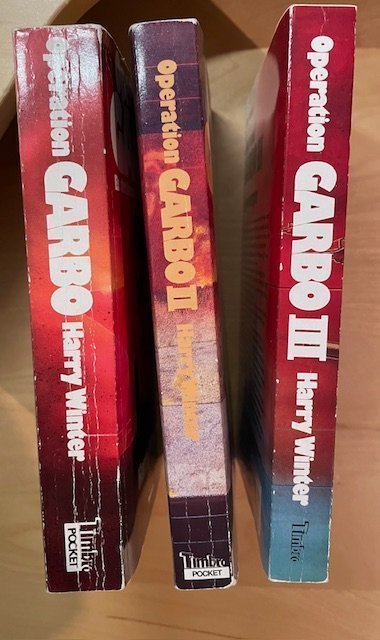 Operation GARBO Harry Winter
Timbro
POCKET
Operation GARBO II Harry Winter
Timbro
POCKET
Operation GARBO III Harry Winter
Timbro